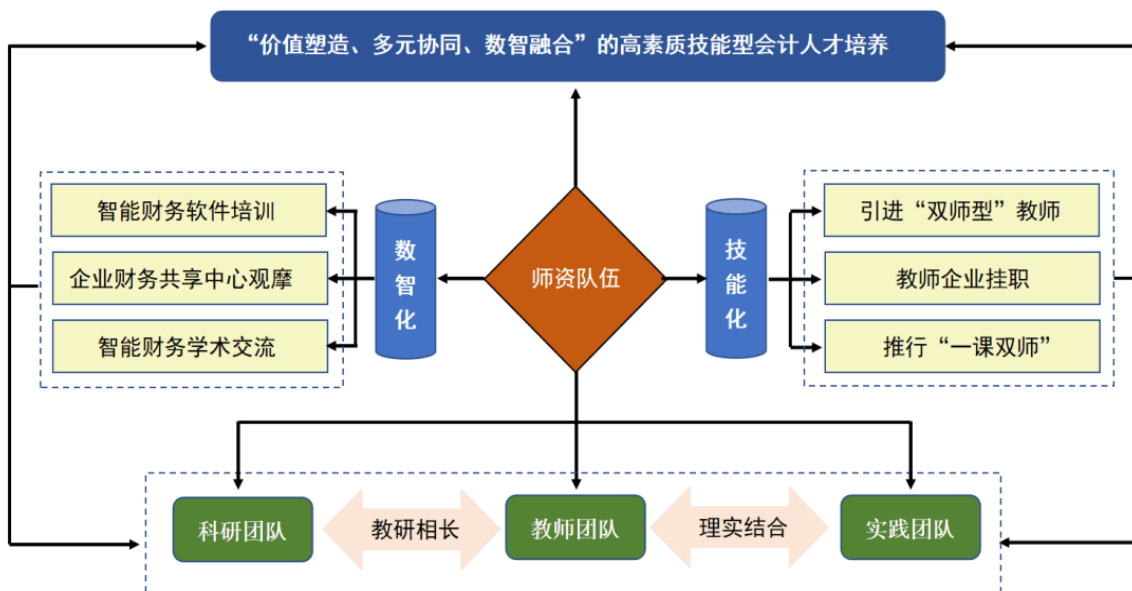 “价值塑造、多元协同、数智融合”的高素质技能型会计人才培养
智能财务软件培训
企业财务共享中心观摩
智能财务学术交流
数智化
师资队伍
技能化
引进“双师型”教师
教师企业挂职
推行“一课双师”
科研团队
教研相长
教师团队
理实结合
实践团队